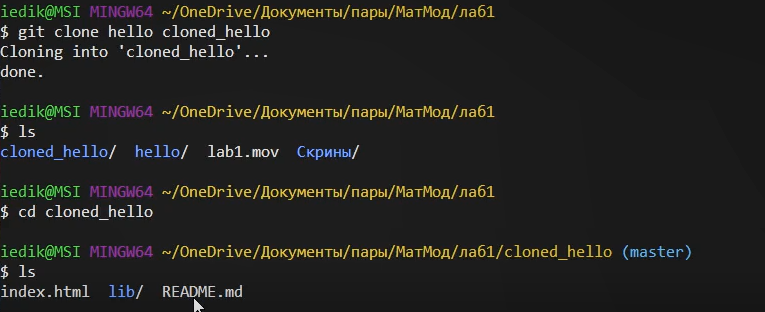 iedik@MSI MINGW64 ~/OneDrive/Документы/пары/МатМод/лаб1
$ git clone hello cloned_hello
Cloning into 'cloned_hello'...
done.
iedik@MSI MINGW64 ~/OneDrive/Документы/пары/МатМод/лаб1
$ ls
cloned_hello/  hello/  lab1.mov  Скрины/
iedik@MSI MINGW64 ~/OneDrive/Документы/пары/МатМод/лаб1
$ cd cloned_hello
iedik@MSI MINGW64 ~/OneDrive/Документы/пары/МатМод/лаб1/cloned_hello (master)
$ ls
index.html  lib/  README.md